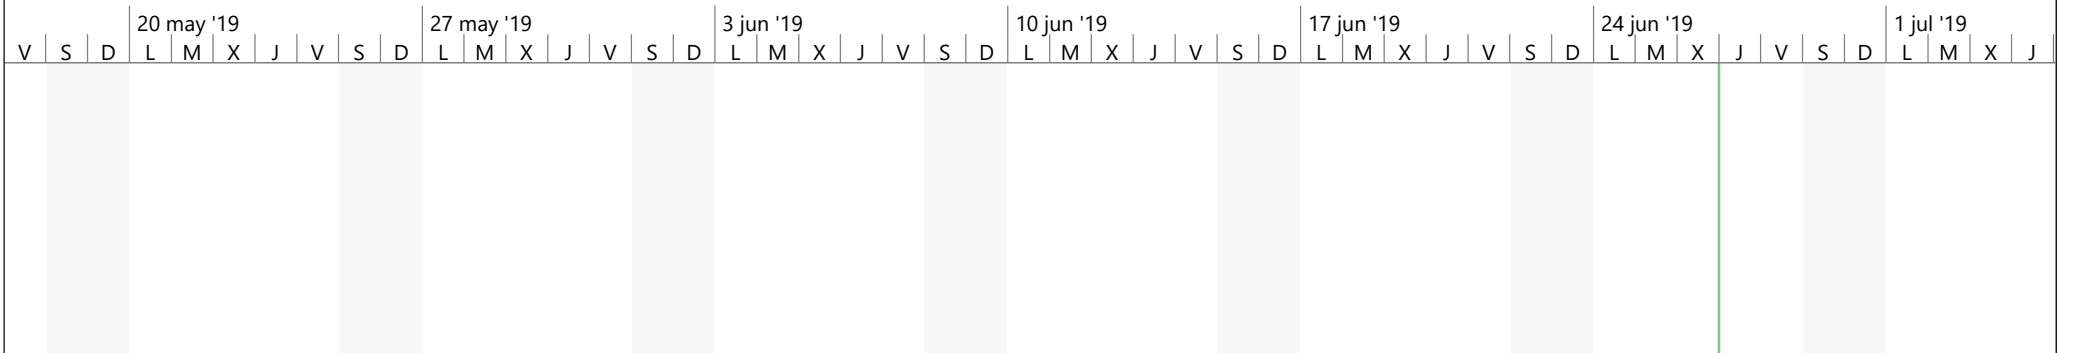 20 may '19 27 may '19 3 jun '19 10 jun '19 17 jun '19 24 jun '19 1 jul '19
V S D L M X J V S D L M X J V S D L M X J V S D L M X J V S D L M X J V S D L M X J V S D L M X J